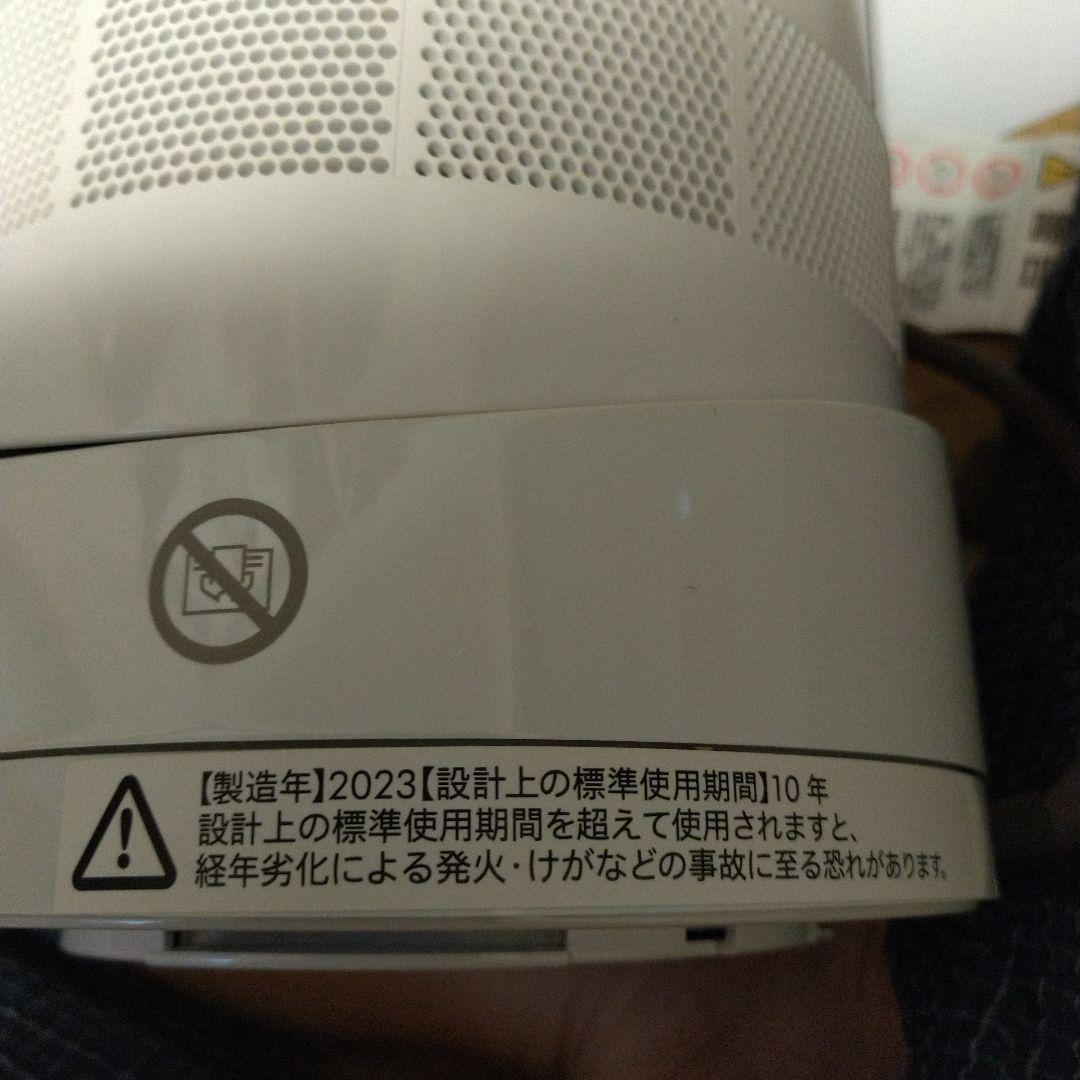 【製造年】2023【設計上の標準使用期間】10年
設計上の標準使用期間を超えて使用されますと、
経年劣化による発火・けがなどの事故に至る恐れがあります。